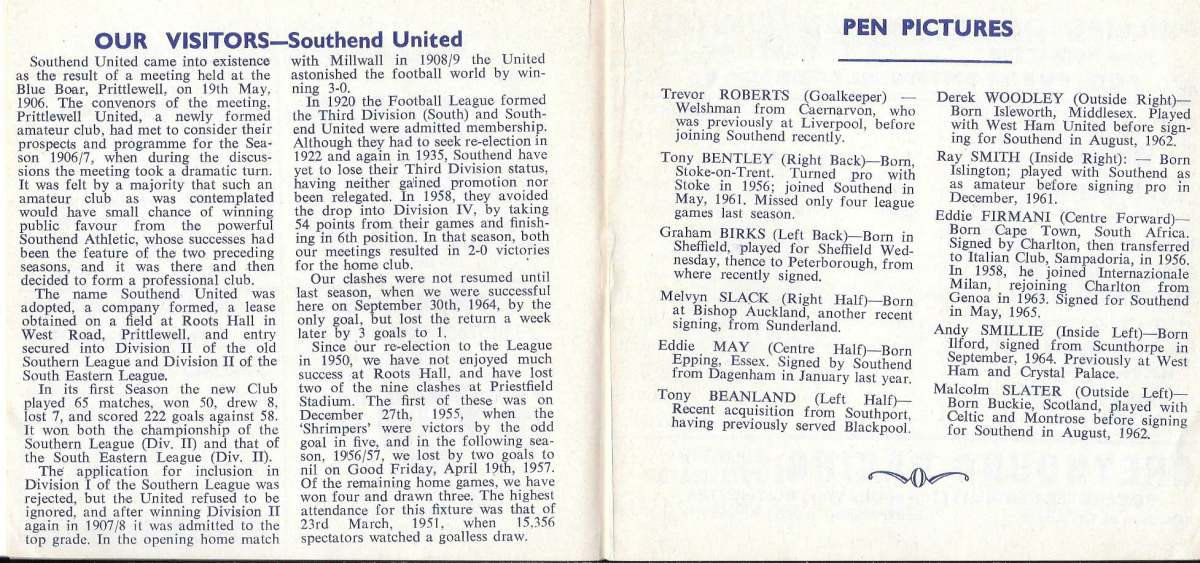 OUR VISITORS—Southend United
Southend United came into existence
as the result of a meeting held at the
Blue Boar, Prittlewell, on 19th May,
1906. The convenors of the meeting,
Prittlewell United, a newly formed
amateur club, had met to consider their
prospects and programme for the Sea-
son 1906/7, when during the discus-
sions the meeting took a dramatic turn.
It was felt by a majority that such an
amateur club as was contemplated
would have small chance of winning
public favour from the powerful
Southend Athletic, whose successes had
been the feature of the two preceding
seasons, and it was there and then
decided to form a professional club.
The name Southend United was
adopted, a company formed, a lease
obtained on a field at Roots Hall in
West Road, Prittlewell, and entry
secured into Division II of the old
Southern League and Division II of the
South Eastern League.
In its first Season the new Club
played 65 matches, won 50, drew 8,
lost 7, and scored 222 goals against 58.
It won both the championship of the
Southern League (Div. II) and that of
the South Eastern League (Div. II).
The application for inclusion in
Division I of the Southern League was
rejected, but the United refused to be
ignored, and after winning Division II
again in 1907/8 it was admitted to the
top grade. In the opening home match
with Millwall in 1908/9 the United
astonished the football world by win-
ning 3-0.
In 1920 the Football League formed
the Third Division (South) and South-
end United were admitted membership.
Although they had to seek re-election in
1922 and again in 1935, Southend have
yet to lose their Third Division status,
having neither gained promotion nor
been relegated. In 1958, they avoided
the drop into Division IV, by taking
54 points from their games and finish-
ing in 6th position. In that season, both
our meetings resulted in 2-0 victories
for the home club.
Our clashes were not resumed until
last season, when we were successful
here on September 30th, 1964, by the
only goal, but lost the return a week
later by 3 goals to 1.
Since our re-election to the League
in 1950, we have not enjoyed much
success at Roots Hall, and have lost
two of the nine clashes at Priestfield
Stadium. The first of these was on
December 27th, 1955, when the
'Shrimpers' were victors by the odd
goal in five, and in the following sea-
son, 1956/57, we lost by two goals to
nil on Good Friday, April 19th, 1957.
Of the remaining home games, we have
won four and drawn three. The highest
attendance for this fixture was that of
23rd March, 1951, when 15,356
spectators watched a goalless draw.
PEN PICTURES
Trevor ROBERTS (Goalkeeper) —
Welshman from Caernarvon, who
was previously at Liverpool, before
joining Southend recently.
Tony BENTLEY (Right Back)—Born,
Stoke-on-Trent. Turned pro with
Stoke in 1956; joined Southend in
May, 1961. Missed only four league
games last season.
Graham BIRKS (Left Back)—Born in
Sheffield, played for Sheffield Wed-
nesday, thence to Peterborough, from
where recently signed.
Melvyn SLACK (Right Half)—Born
at Bishop Auckland, another recent
signing, from Sunderland.
Eddie MAY (Centre Half)—Born
Epping, Essex. Signed by Southend
from Dagenham in January last year.
Tony BEANLAND (Left Half)—
Recent acquisition from Southport,
having previously served Blackpool.
Derek WOODLEY (Outside Right)—
Born Isleworth, Middlesex. Played
with West Ham United before sign-
ing for Southend in August, 1962.
Ray SMITH (Inside Right): — Born
Islington; played with Southend as
as amateur before signing pro in
December, 1961.
Eddie FIRMANI (Centre Forward)—
Born Cape Town, South Africa.
Signed by Charlton, then transferred
to Italian Club, Sampadoria, in 1956.
In 1958, he joined Internazionale
Milan, rejoining Charlton from
Genoa in 1963. Signed for Southend
in May, 1965.
Andy SMILLIE (Inside Left)—Born
Ilford, signed from Scunthorpe in
September, 1964. Previously at West
Ham and Crystal Palace.
Malcolm SLATER (Outside Left)—
Born Buckie, Scotland, played with
Celtic and Montrose before signing
for Southend in August, 1962.